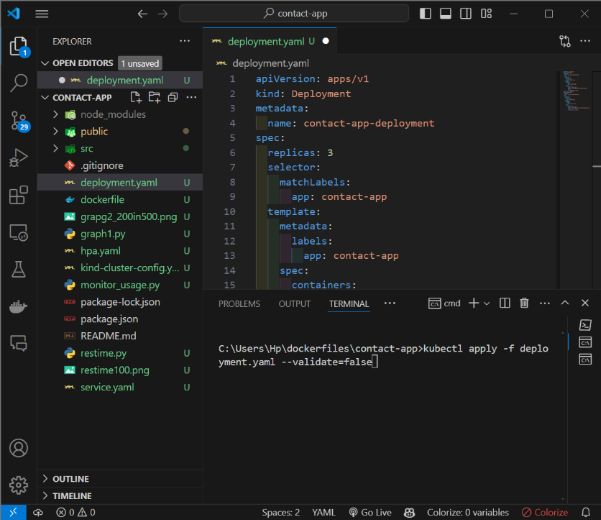 contact-app
EXPLORER
OPEN EDITORS 1 unsaved
deployment.yaml U
CONTACT-APP
node_modules
public
src
.gitignore
deployment.yaml U
dockerfile U
grapg2_200in500.png U
graph1.py U
hpa.yaml U
kind-cluster-config.y... U
monitor_usage.py U
package-lock.json
package.json
README.md
restime.py U
restime100.png U
service.yaml U
OUTLINE
TIMELINE
1
29
deployment.yaml U
deployment.yaml
1 apiVersion: apps/v1
2 kind: Deployment
3 metadata:
4 name: contact-app-deployment
5 spec:
6 replicas: 3
7 selector:
8 matchLabels:
9 app: contact-app
10 template:
11 metadata:
12 labels:
13 app: contact-app
14 spec:
15 containers:
PROBLEMS OUTPUT TERMINAL ... cmd
C:\Users\Hp\dockerfiles\contact-app>kubectl apply -f deplo
yment.yaml --validate=false
0 0 Spaces: 2 YAML Go Live Colorize: 0 variables Colorize